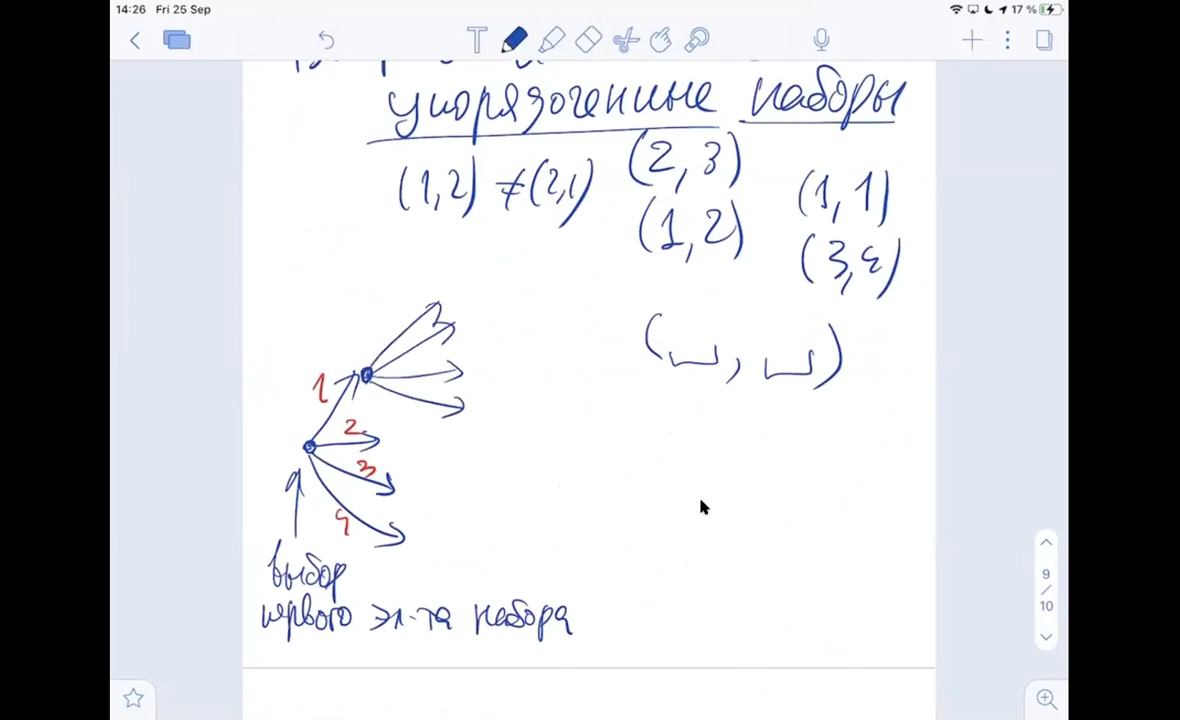 14:26 Fri 25 Sep
17 %
T
упорядоченные наборы
(1,2) ≠ (2,1) (2,3) (1,1)
(1,2) (3,4)
( , )
1
2
3
4
выбор
первого эл-та набора
9
/
10